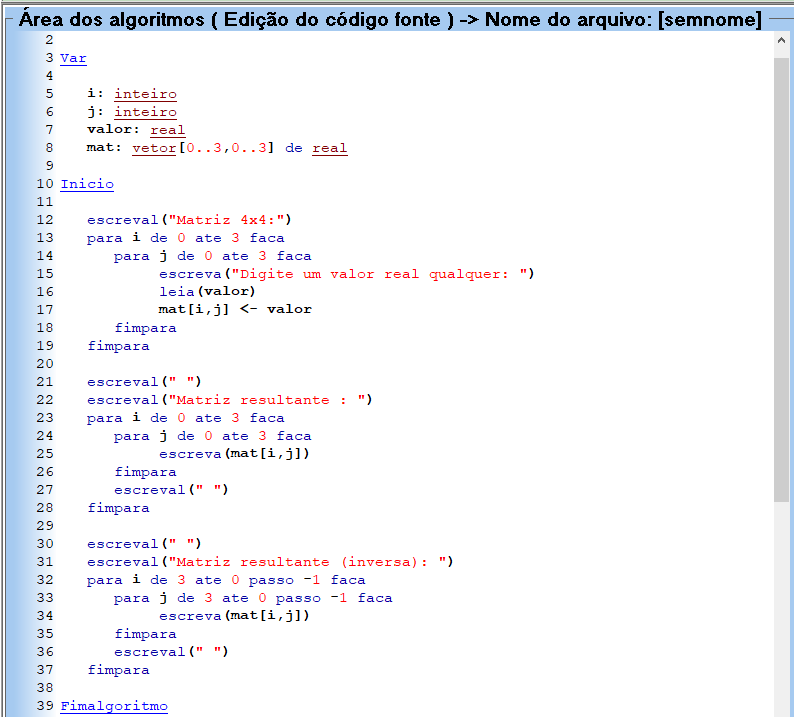 Área dos algoritmos ( Edição do código fonte ) -> Nome do arquivo: [semnome]
2
3 Var
4
5 i: inteiro
6 j: inteiro
7 valor: real
8 mat: vetor[0..3,0..3] de real
9
10 Inicio
11
12 escreval("Matriz 4x4:")
13 para i de 0 ate 3 faca
14 para j de 0 ate 3 faca
15 escreva("Digite um valor real qualquer: ")
16 leia(valor)
17 mat[i,j] <- valor
18 fimpara
19 fimpara
20
21 escreval(" ")
22 escreval("Matriz resultante : ")
23 para i de 0 ate 3 faca
24 para j de 0 ate 3 faca
25 escreva(mat[i,j])
26 fimpara
27 escreval(" ")
28 fimpara
29
30 escreval(" ")
31 escreval("Matriz resultante (inversa): ")
32 para i de 3 ate 0 passo -1 faca
33 para j de 3 ate 0 passo -1 faca
34 escreva(mat[i,j])
35 fimpara
36 escreval(" ")
37 fimpara
38
39 Fimalgoritmo